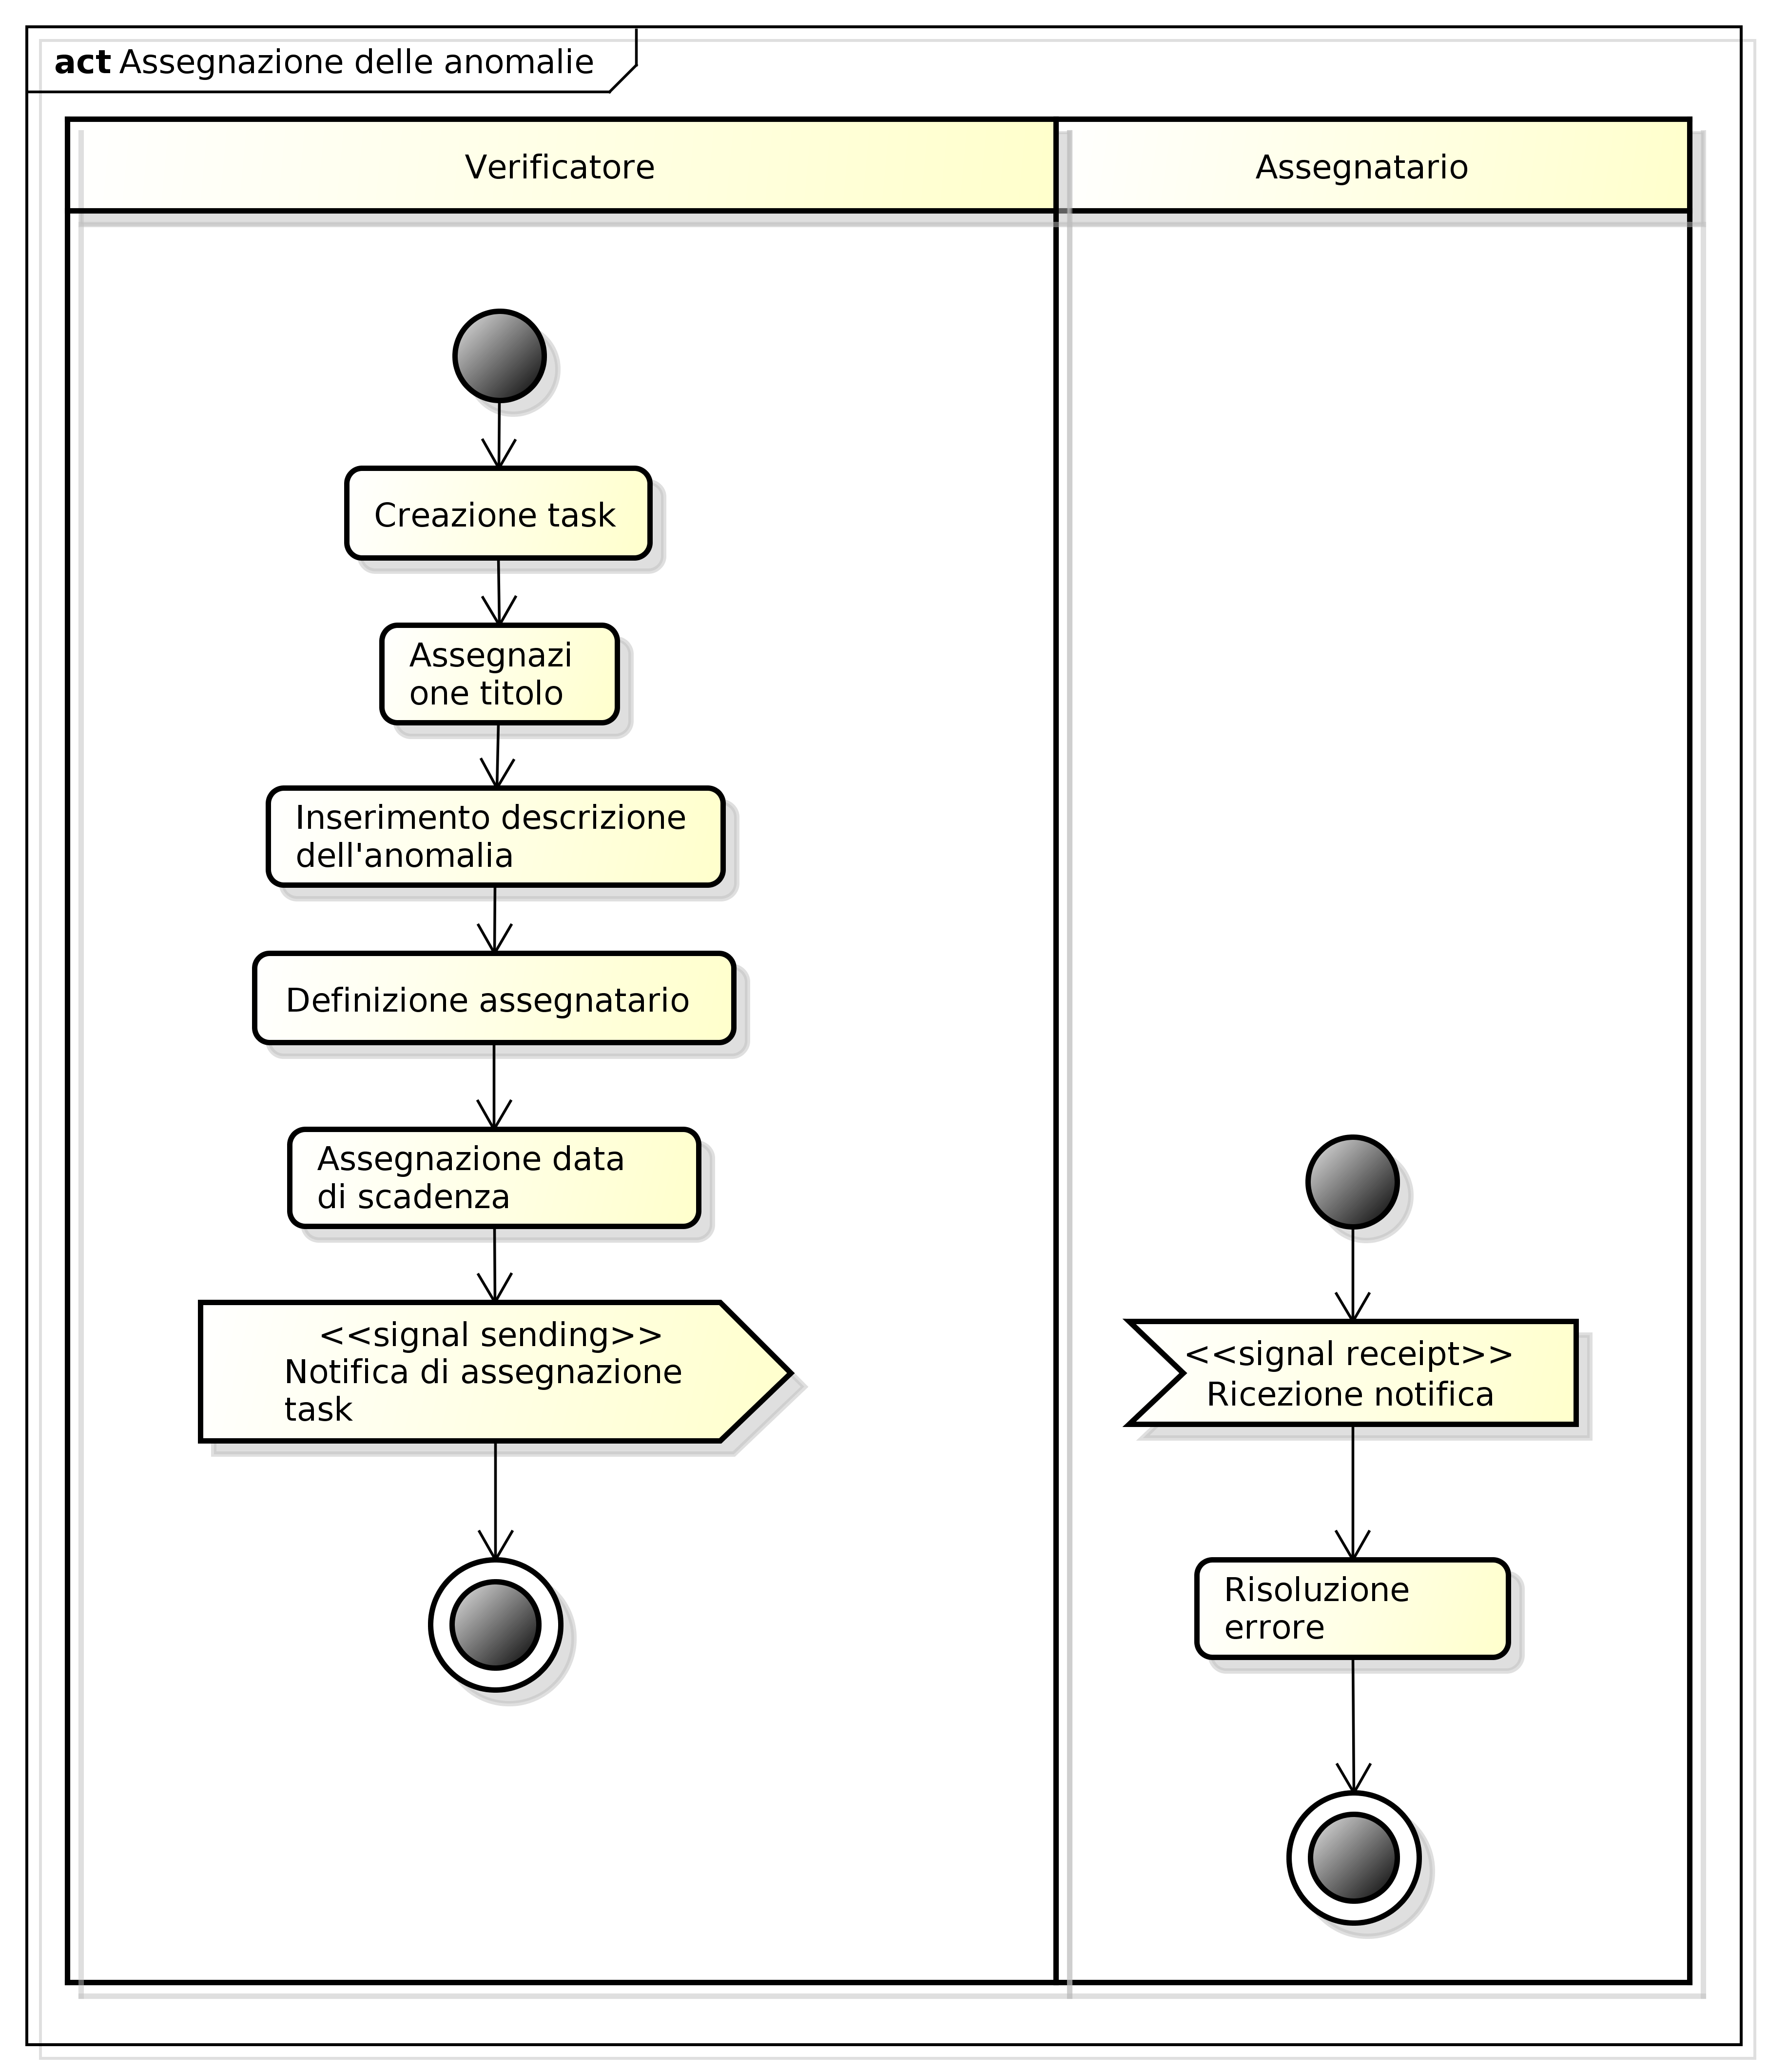 act Assegnazione delle anomalie
Verificatore
Assegnatario
Creazione task
Assegnazi
one titolo
Inserimento descrizione
dell'anomalia
Definizione assegnatario
Assegnazione data
di scadenza
<<signal sending>>
Notifica di assegnazione
task
<<signal receipt>>
Ricezione notifica
Risoluzione
errore